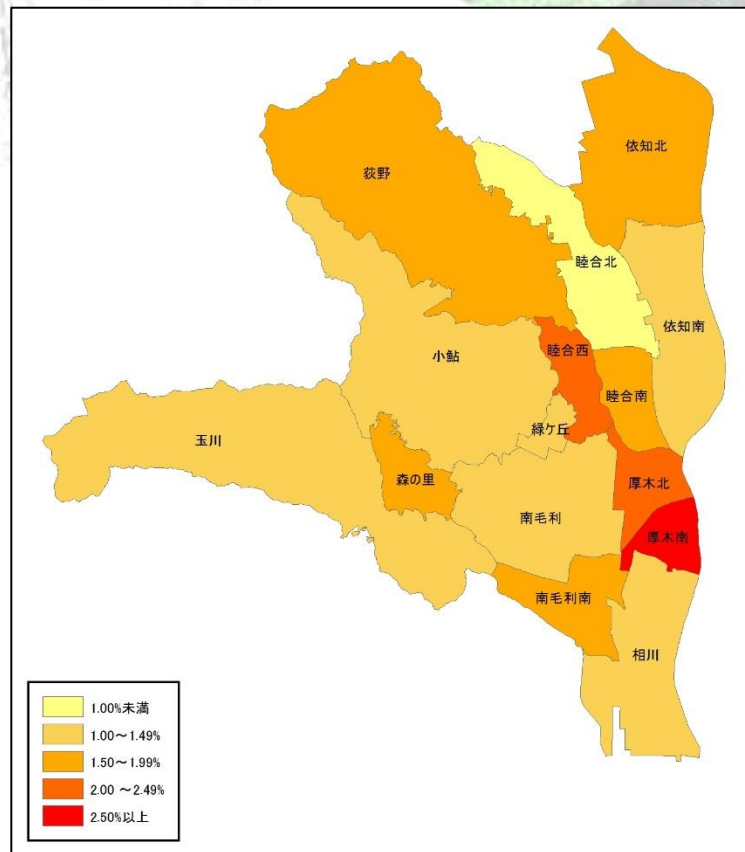 依知北
荻野
睦合北
依知南
睦合西
小鮎
睦合南
緑ケ丘
玉川
森の里
厚木北
南毛利
厚木南
南毛利南
相川
1.00%未満
1.00～1.49%
1.50～1.99%
2.00 ～2.49%
2.50%以上